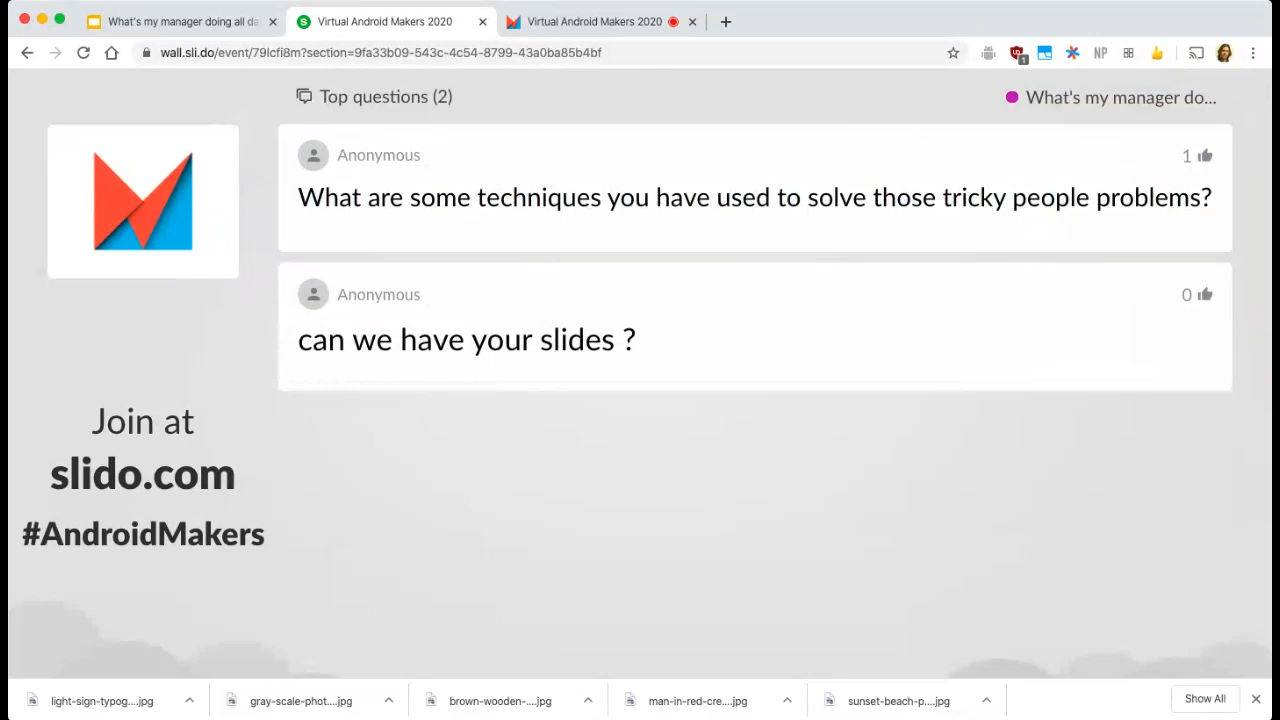 What's my manager doing all da
Virtual Android Makers 2020
Virtual Android Makers 2020
wall.sli.do/event/79lcfi8m?section=9fa33b09-543c-4c54-8799-43a0ba85b4bf
1
NP
Top questions (2)
What's my manager do...
Anonymous
1
What are some techniques you have used to solve those tricky people problems?
Anonymous
0
can we have your slides ?
Join at
slido.com
#AndroidMakers
light-sign-typog....jpg
gray-scale-phot....jpg
brown-wooden-....jpg
man-in-red-cre....jpg
sunset-beach-p....jpg
Show All